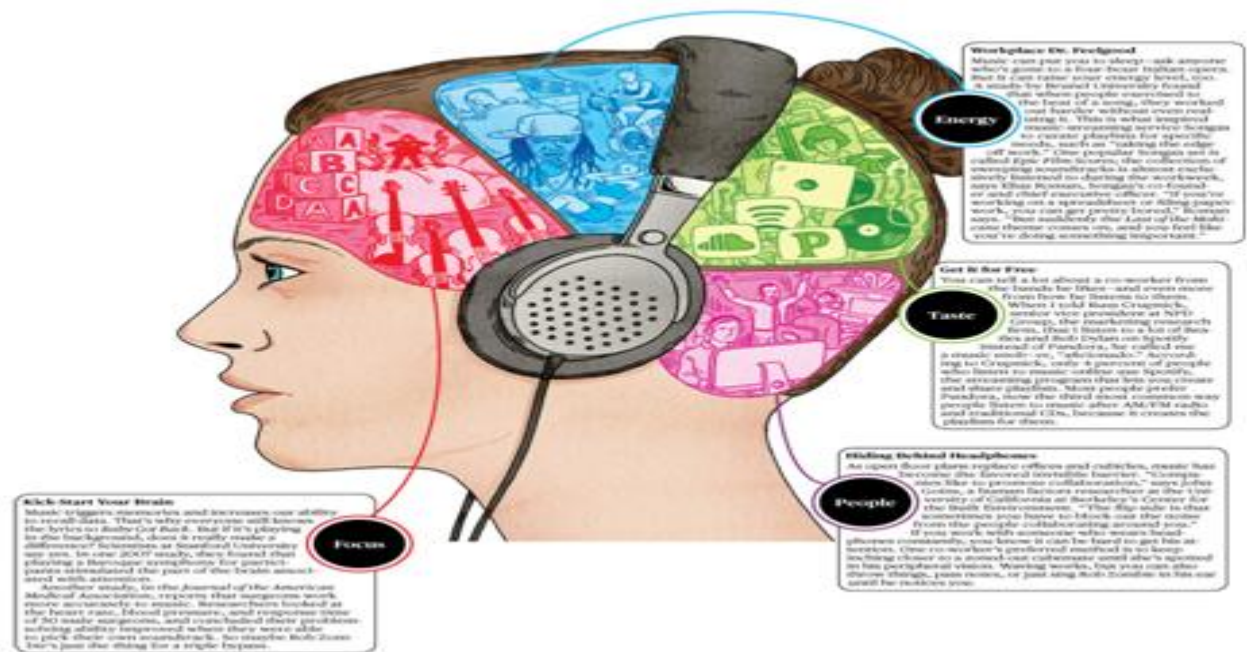 Workplace Dr. Feelgood
Music can put you to sleep—ask anyone
who's gone to a four-hour Italian opera.
But it can raise your energy level, too.
A study by Brunel University found
that when people exercised to
the beat of a song, they worked
out harder without even real-
izing it. This is what inspired
music-streaming service Songza
to curate playlists for specific
moods, such as "taking the edge
off work." One popular Songza set is
called Epic Film Scores; the collection of
sweeping soundtracks is almost exclu-
sively listened to during the workweek,
says Elias Roman, Songza's co-found-
er and chief executive officer. "If you're
working on a spreadsheet or filing paper-
work, you can get pretty bored," Roman
says. "But suddenly the Last of the Mohi-
cans theme comes on, and you feel like
you're doing something important."
Energy
Get It for Free
You can tell a lot about a co-worker from
the bands he likes—and even more
from how he listens to them.
When I told Russ Crupnick,
senior vice president at NPD
Group, the marketing research
firm, that I listen to a lot of Bea-
tles and Bob Dylan on Spotify
instead of Pandora, he called me
a music snob—er, "aficionado." Accord-
ing to Crupnick, only 4 percent of people
who listen to music online use Spotify,
the streaming program that lets you create
and share playlists. Most people prefer
Pandora, now the third most common way
people listen to music after AM/FM radio
and traditional CDs, because it creates the
playlists for them.
Taste
Hiding Behind Headphones
As open floor plans replace offices and cubicles, music has
become the favored invisible barrier. "Compa-
nies like to promote collaboration," says John
Goins, a human factors researcher at the Uni-
versity of California at Berkeley's Center for
the Built Environment. "The flip side is that
sometimes you have to block out the noise
from the people collaborating around you."
If you work with someone who wears head-
phones constantly, you know it can be hard to get his at-
tention. One co-worker's preferred method is to keep
inching closer to a zoned-out cubemate until she's spotted
in his peripheral vision. Waving works, but you can also
throw things, pass notes, or just sing Rob Zombie in his ear
until he notices you.
People
Kick-Start Your Brain
Music triggers memories and increases our ability
to recall data. That's why everyone still knows
the lyrics to Baby Got Back. But if it's playing
in the background, does it really make a
difference? Scientists at Stanford University
say yes. In one 2007 study, they found that
playing a Baroque symphony for partici-
pants stimulated the part of the brain associ-
ated with attention.
Another study, in the Journal of the American
Medical Association, reports that surgeons work
more accurately to music. Researchers looked at
the heart rate, blood pressure, and response time
of 50 male surgeons, and concluded their problem-
solving ability improved when they were able
to pick their own soundtrack. So maybe Rob Zom-
bie's just the thing for a triple bypass.
Focus
A
B
C C
D A A
P